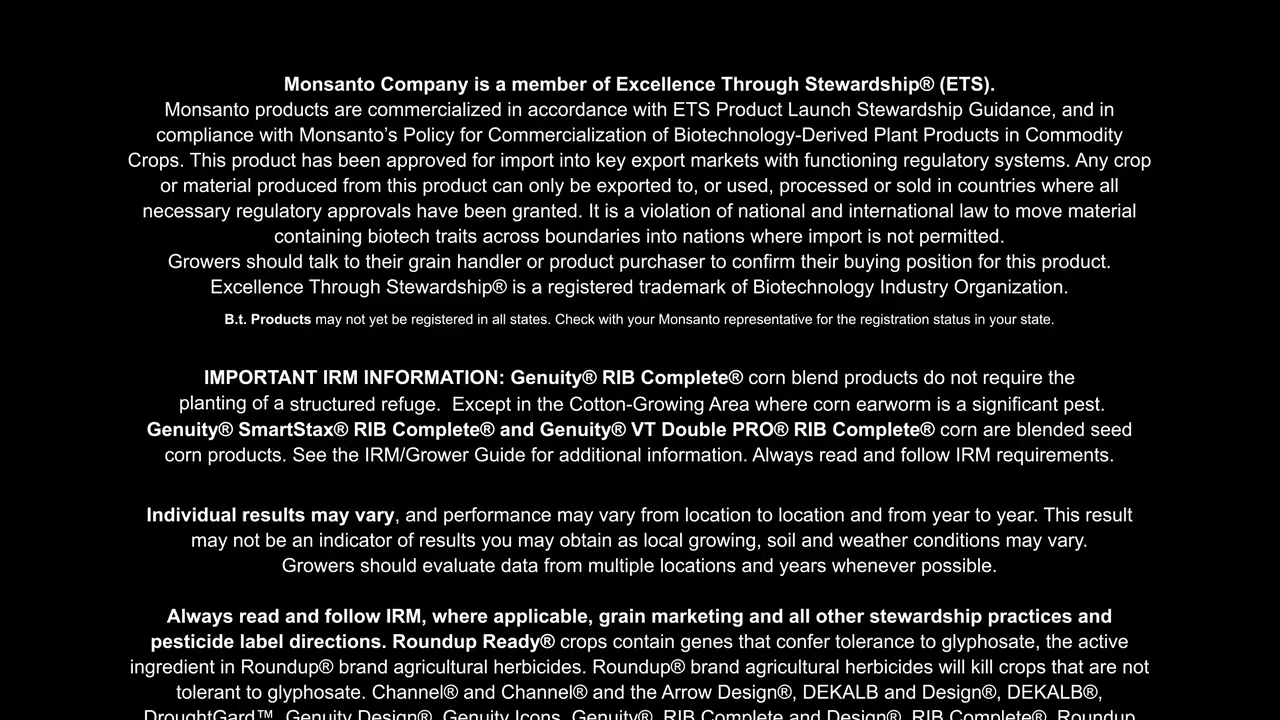 Monsanto Company is a member of Excellence Through Stewardship® (ETS).
Monsanto products are commercialized in accordance with ETS Product Launch Stewardship Guidance, and in
compliance with Monsanto’s Policy for Commercialization of Biotechnology-Derived Plant Products in Commodity
Crops. This product has been approved for import into key export markets with functioning regulatory systems. Any crop
or material produced from this product can only be exported to, or used, processed or sold in countries where all
necessary regulatory approvals have been granted. It is a violation of national and international law to move material
containing biotech traits across boundaries into nations where import is not permitted.
Growers should talk to their grain handler or product purchaser to confirm their buying position for this product.
Excellence Through Stewardship® is a registered trademark of Biotechnology Industry Organization.
B.t. Products may not yet be registered in all states. Check with your Monsanto representative for the registration status in your state.
IMPORTANT IRM INFORMATION: Genuity® RIB Complete® corn blend products do not require the
planting of a structured refuge. Except in the Cotton-Growing Area where corn earworm is a significant pest.
Genuity® SmartStax® RIB Complete® and Genuity® VT Double PRO® RIB Complete® corn are blended seed
corn products. See the IRM/Grower Guide for additional information. Always read and follow IRM requirements.
Individual results may vary, and performance may vary from location to location and from year to year. This result
may not be an indicator of results you may obtain as local growing, soil and weather conditions may vary.
Growers should evaluate data from multiple locations and years whenever possible.
Always read and follow IRM, where applicable, grain marketing and all other stewardship practices and
pesticide label directions. Roundup Ready® crops contain genes that confer tolerance to glyphosate, the active
ingredient in Roundup® brand agricultural herbicides. Roundup® brand agricultural herbicides will kill crops that are not
tolerant to glyphosate. Channel® and Channel® and the Arrow Design®, DEKALB and Design®, DEKALB®,
DroughtGard™, Genuity Design®, Genuity Icons, Genuity®, RIB Complete and Design®, RIB Complete®, Roundup